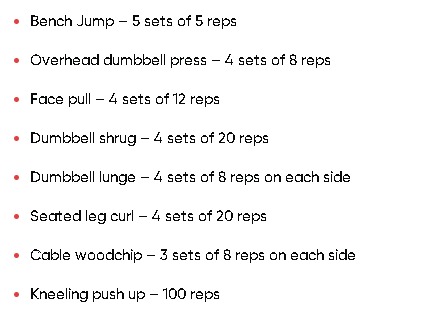 • Bench Jump – 5 sets of 5 reps
• Overhead dumbbell press – 4 sets of 8 reps
• Face pull – 4 sets of 12 reps
• Dumbbell shrug – 4 sets of 20 reps
• Dumbbell lunge – 4 sets of 8 reps on each side
• Seated leg curl – 4 sets of 20 reps
• Cable woodchip – 3 sets of 8 reps on each side
• Kneeling push up – 100 reps